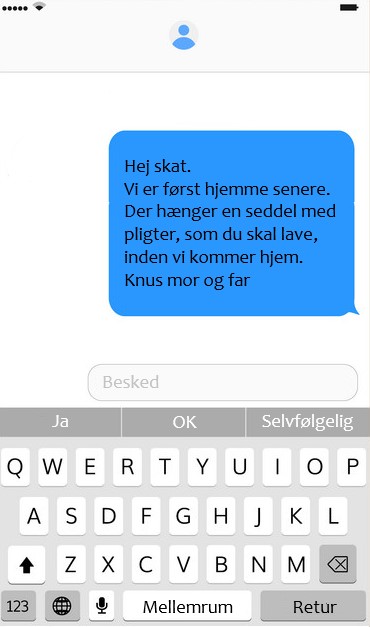 Hej skat.
Vi er først hjemme senere.
Der hænger en seddel med
pligter, som du skal lave,
inden vi kommer hjem.
Knus mor og far
Besked
Ja OK Selvfølgelig
Q W E R T Y U I O P
A S D F G H J K L
Z X C V B N M
123 Mellemrum Retur